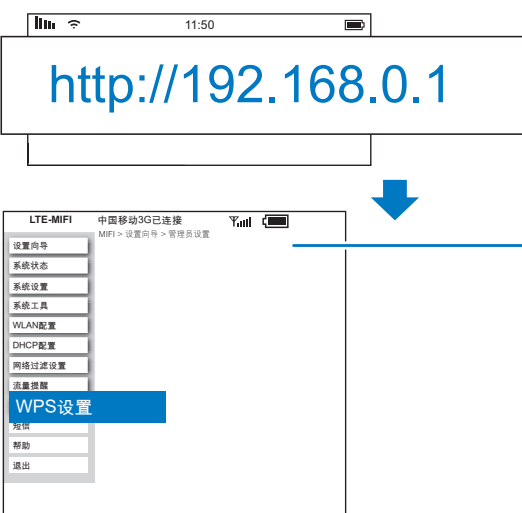 11:50
http://192.168.0.1
LTE-MIFI 中国移动3G已连接
MIFI > 设置向导 > 管理员设置
设置向导
系统状态
系统设置
系统工具
WLAN配置
DHCP配置
网络过滤设置
流量提醒
WPS设置
短信
帮助
退出